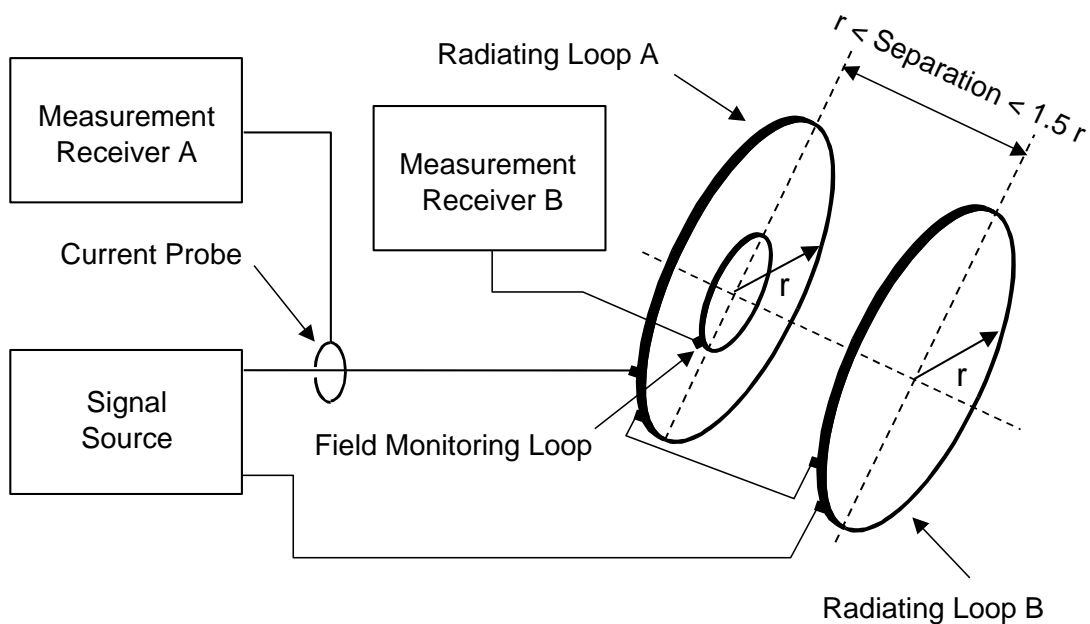 Radiating Loop A
r < Separation < 1.5 r
Measurement
Receiver A
Measurement
Receiver B
Current Probe
r
r
Signal
Source
Field Monitoring Loop
Radiating Loop B